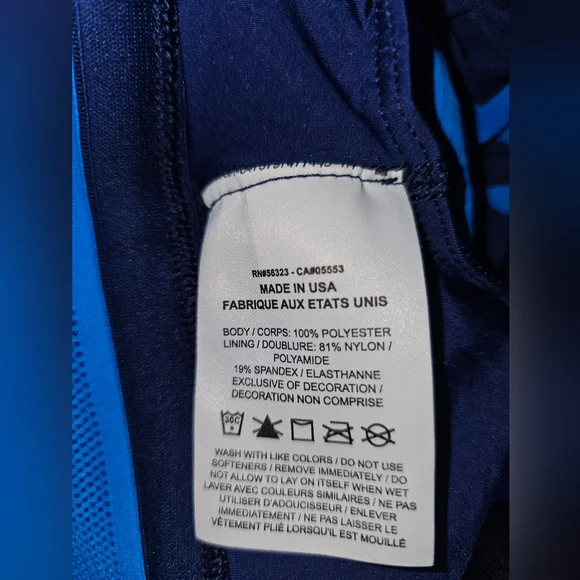 RN#56323 - CA#05553
MADE IN USA
FABRIQUE AUX ETATS UNIS
BODY / CORPS: 100% POLYESTER
LINING / DOUBLURE: 81% NYLON /
POLYAMIDE
19% SPANDEX / ELASTHANNE
EXCLUSIVE OF DECORATION /
DECORATION NON COMPRISE
30C
WASH WITH LIKE COLORS / DO NOT USE
SOFTENERS / REMOVE IMMEDIATELY / DO
NOT ALLOW TO LAY ON ITSELF WHEN WET
LAVER AVEC COULEURS SIMILAIRES / NE PAS
UTILISER D'ADOUCISSEUR / ENLEVER
IMMEDIATEMENT / NE PAS LAISSER LE
VÊTEMENT PLIÉ LORSQU'IL EST MOUILLÉ